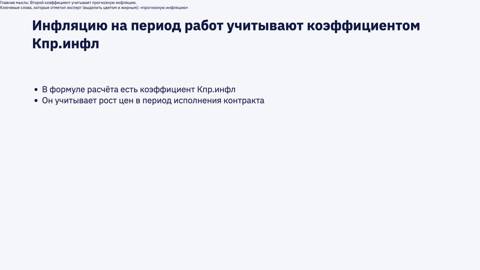 Главная мысль: Второй коэффициент учитывает прогнозную инфляцию.
Ключевые слова, которые отметил эксперт (выделить цветом и жирным): «прогнозную инфляцию»
Инфляцию на период работ учитывают коэффициентом
Кпр.инфл
• В формуле расчёта есть коэффициент Кпр.инфл
• Он учитывает рост цен в период исполнения контракта